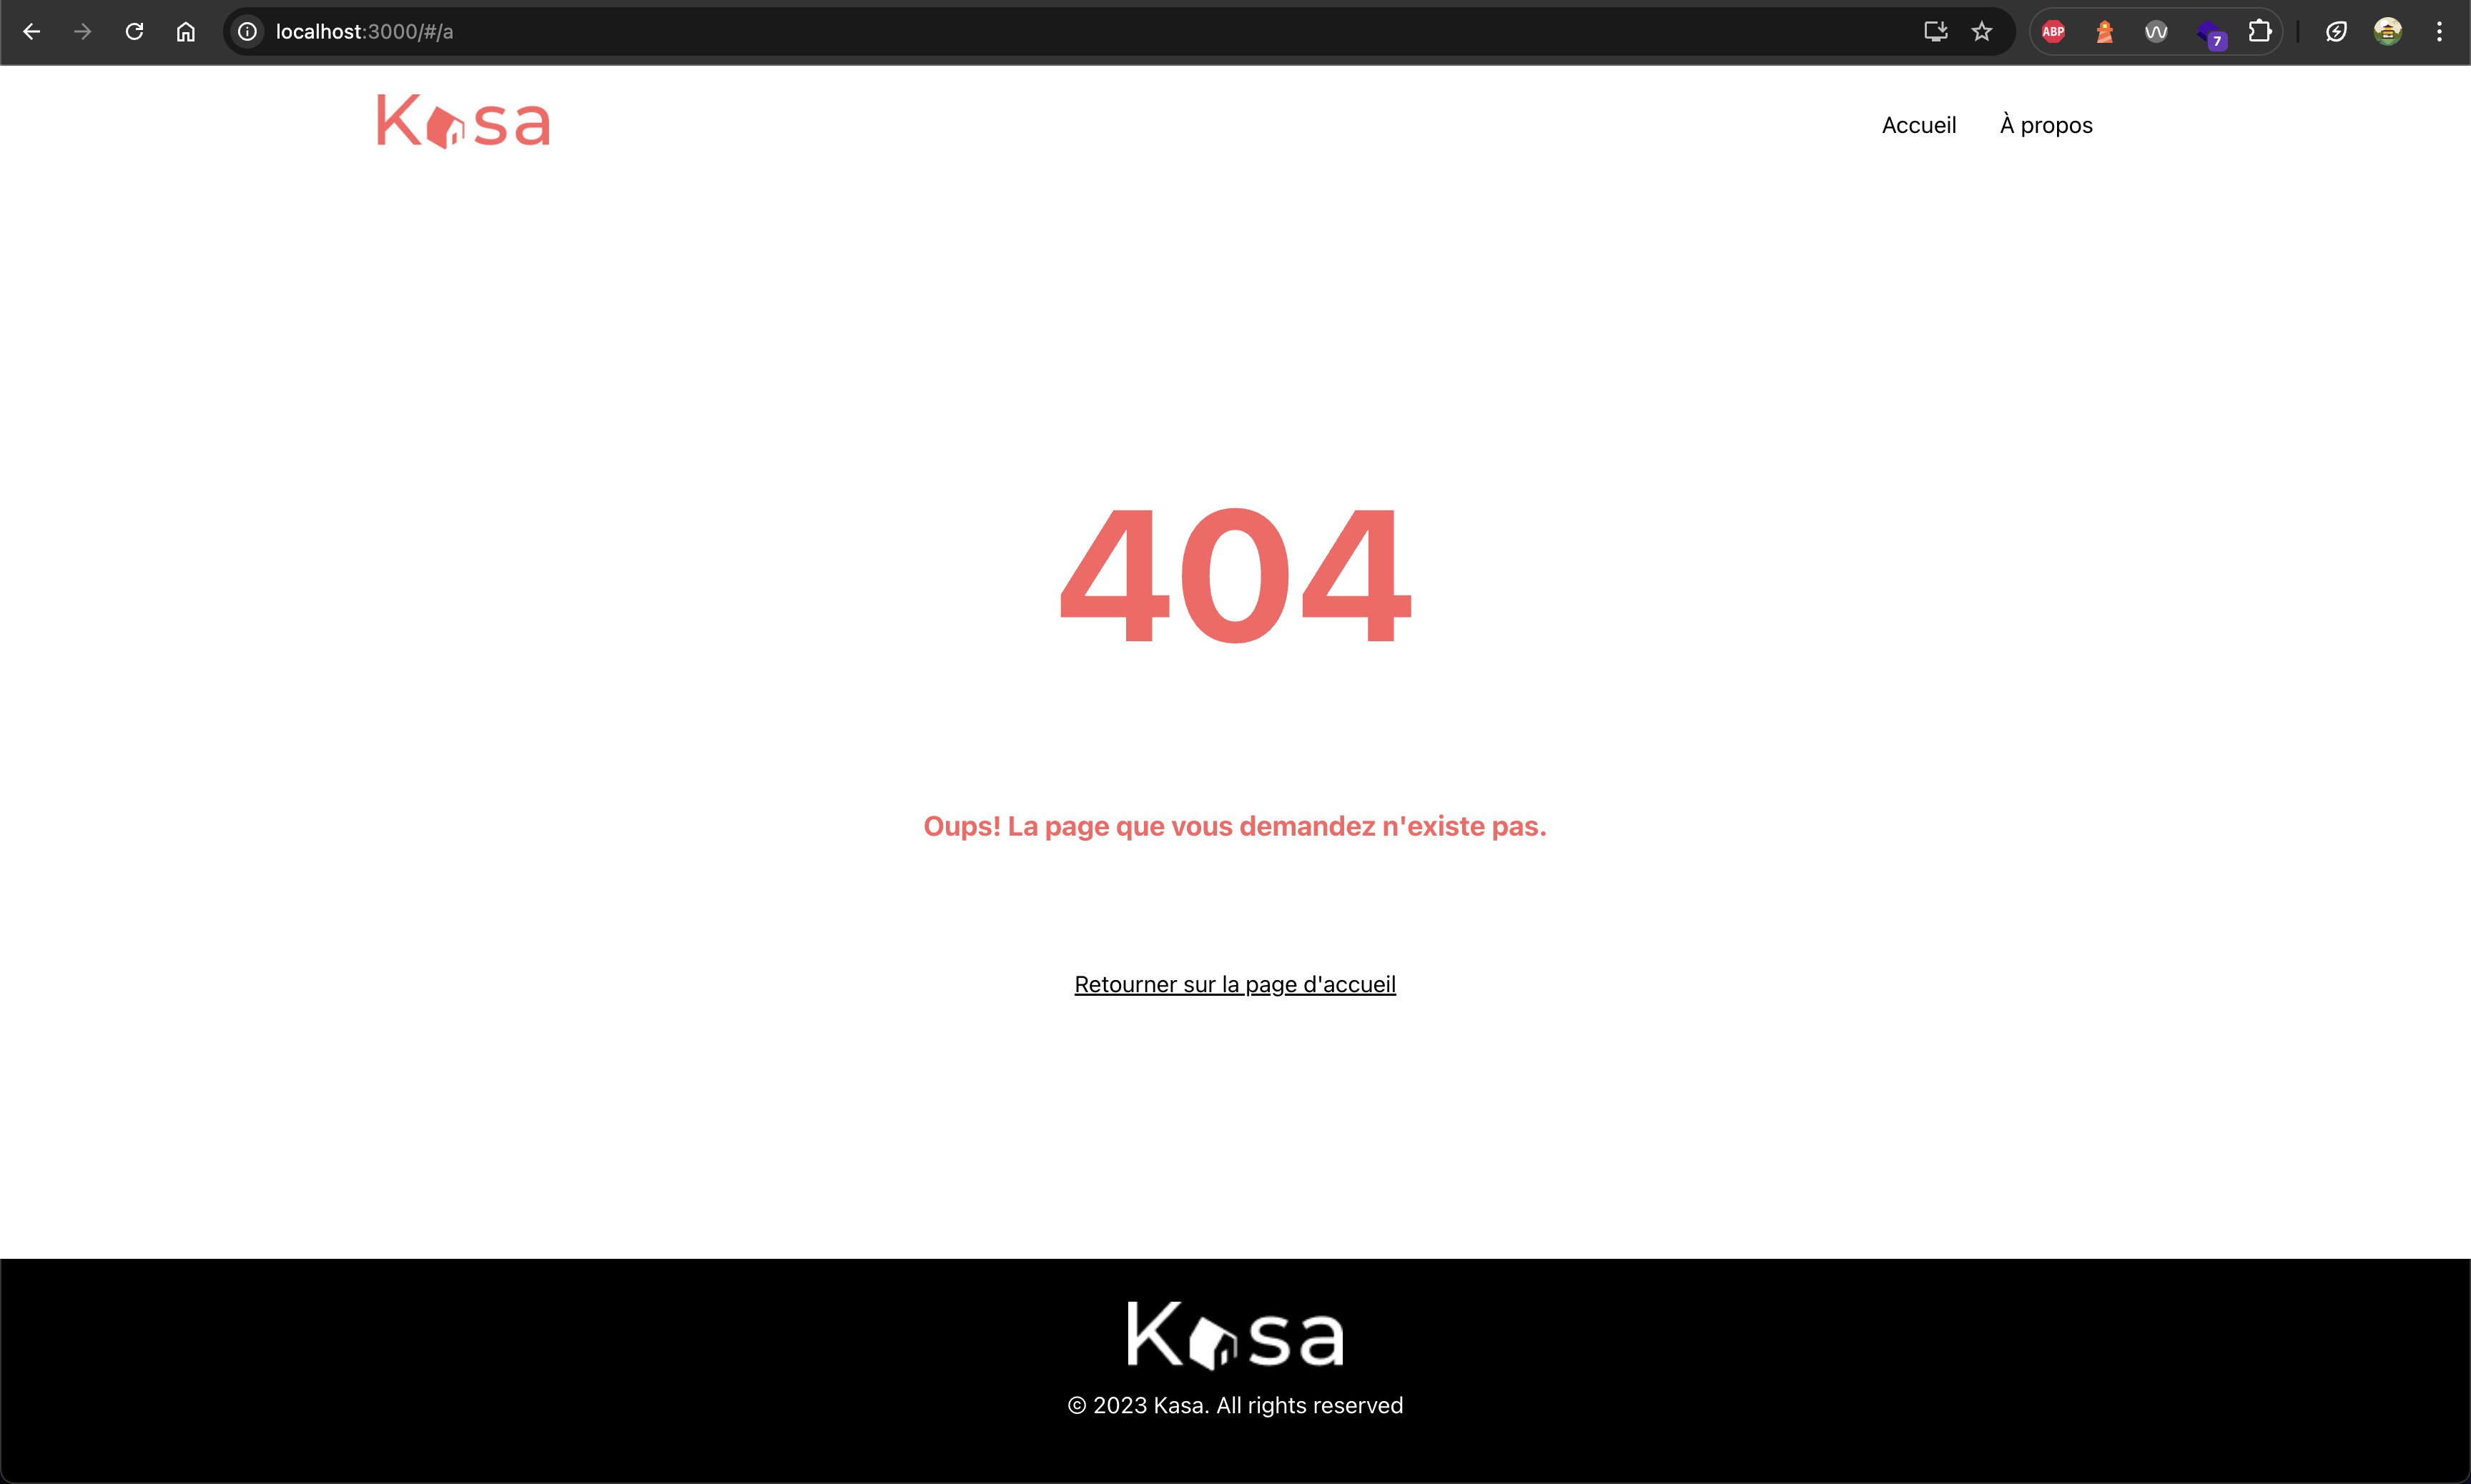 localhost:3000/#/a
ABP
7
Kasa
Accueil À propos
404
Oups! La page que vous demandez n'existe pas.
Retourner sur la page d'accueil
Kasa
© 2023 Kasa. All rights reserved